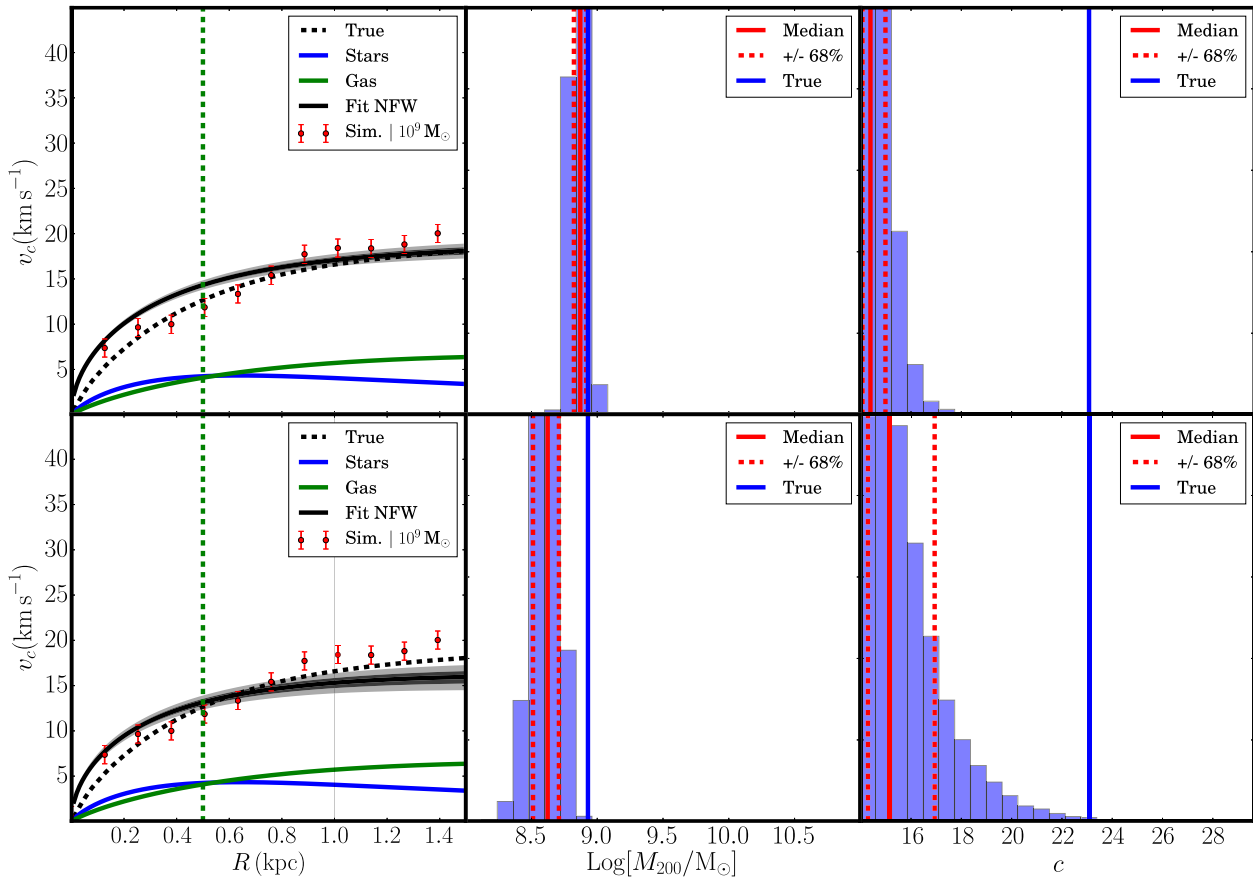 40
35
30
25
20
15
10
5
v_c(km s⁻¹)
True
Stars
Gas
Fit NFW
Sim. | 10⁹ M☉
Median
+/- 68%
True
Median
+/- 68%
True
40
35
30
25
20
15
10
5
v_c(km s⁻¹)
True
Stars
Gas
Fit NFW
Sim. | 10⁹ M☉
Median
+/- 68%
True
Median
+/- 68%
True
0.2 0.4 0.6 0.8 1.0 1.2 1.4
8.5 9.0 9.5 10.0 10.5
16 18 20 22 24 26 28
R (kpc)
Log[M₂₀₀/M☉]
c